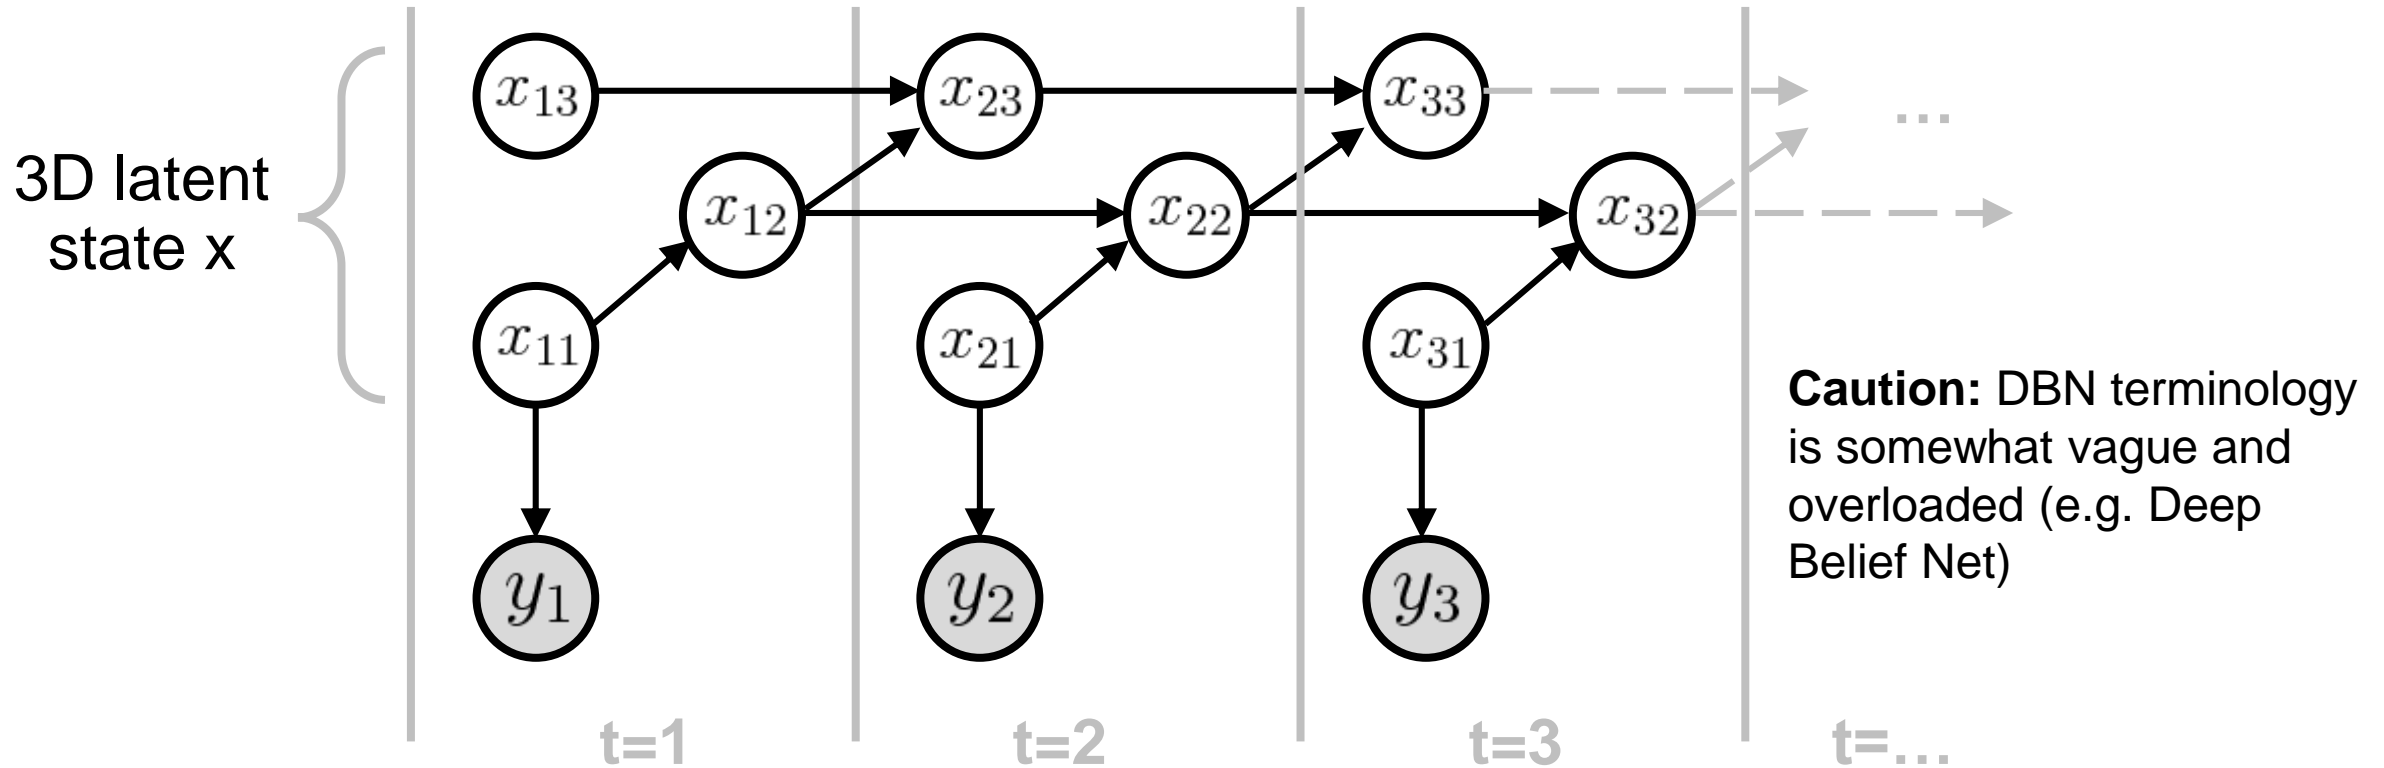 3D latent
state x
x₁₃
x₂₃
x₃₃
...
x₁₂
x₂₂
x₃₂
x₁₁
x₂₁
x₃₁
Caution: DBN terminology
is somewhat vague and
overloaded (e.g. Deep
Belief Net)
y₁
y₂
y₃
t=1
t=2
t=3
t=...